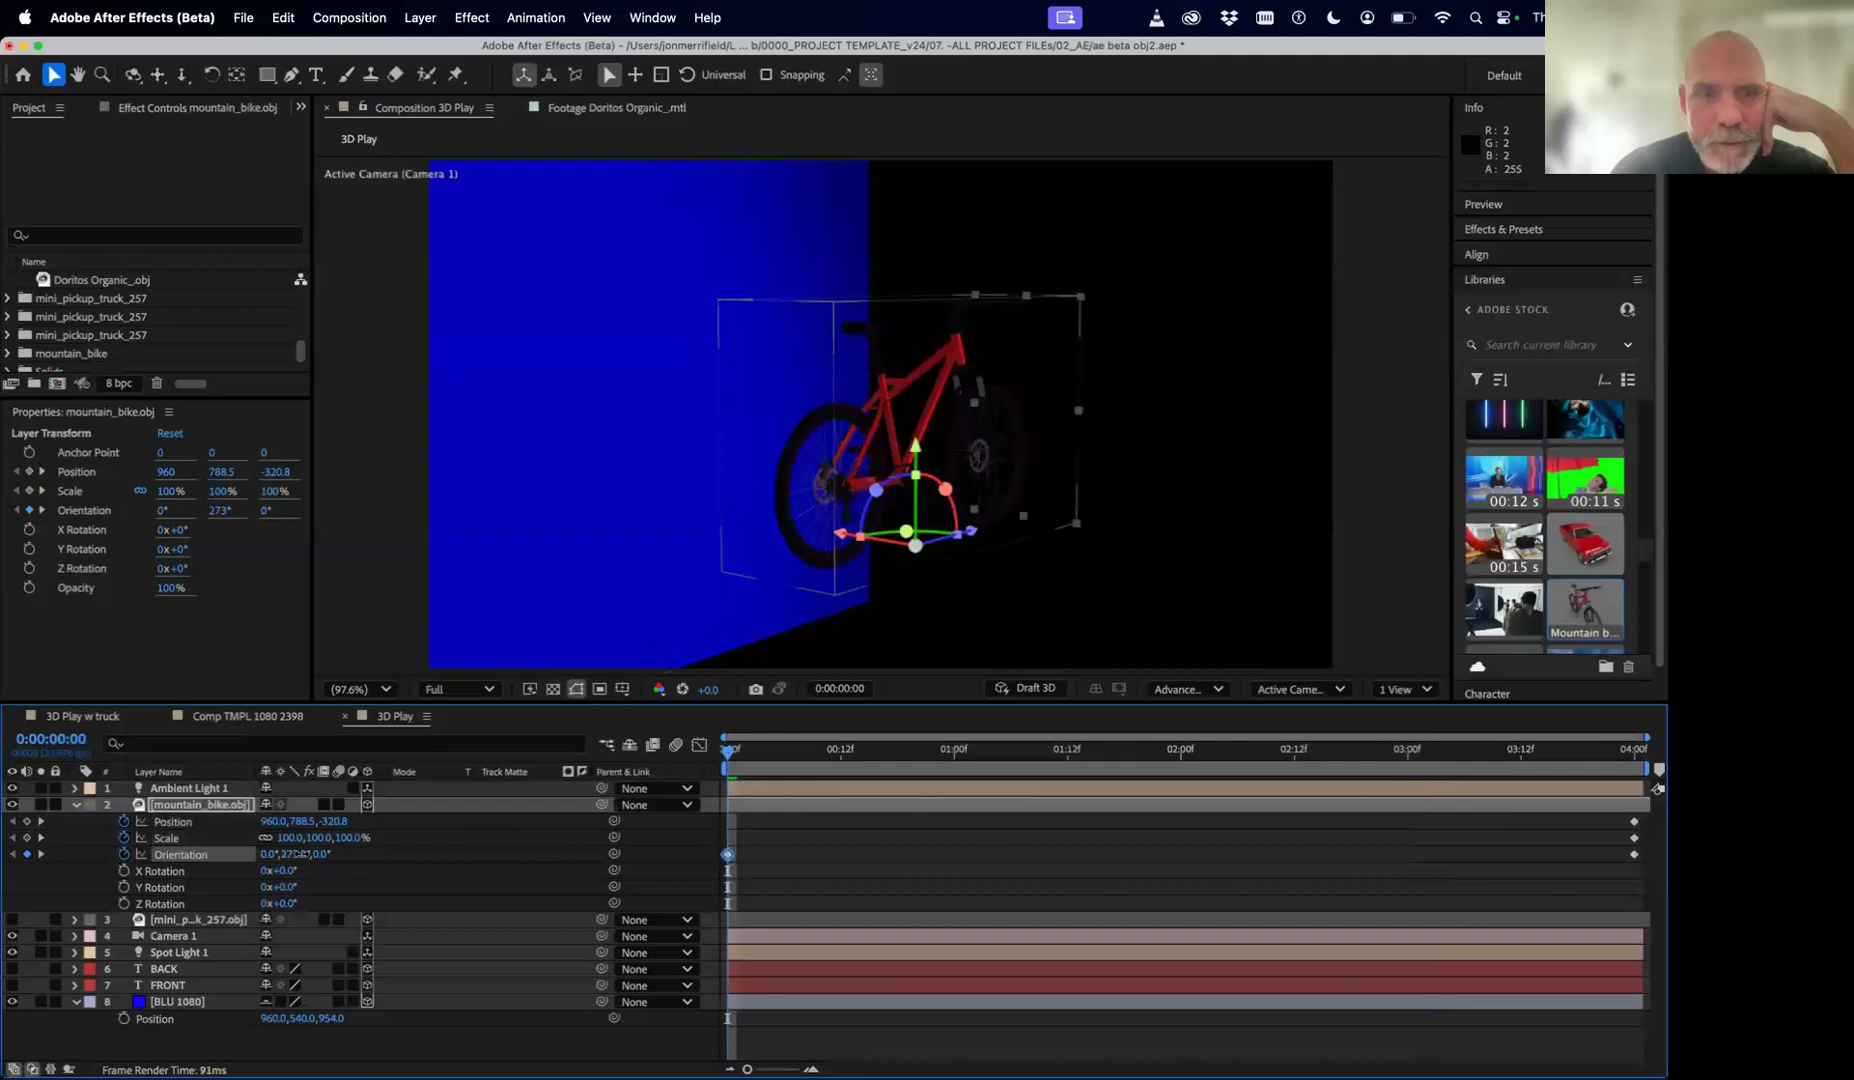 Adobe After Effects (Beta) File Edit Composition Layer Effect Animation View Window Help
Adobe After Effects (Beta) - /Users/jonmerrifield/L ... b/0000_PROJECT TEMPLATE_v24/07. -ALL PROJECT FILEs/02_AE/ae beta obj2.aep *
Universal Snapping Default
Project Effect Controls mountain_bike.obj
Composition 3D Play Footage Doritos Organic_.mtl
3D Play
Active Camera (Camera 1)
Info
R: 2
G: 2
B: 2
A: 255
Preview
Effects & Presets
Align
Libraries
ADOBE STOCK
Search current library
00:12 s 00:11 s
00:15 s
Mountain b...
Character
Name
Doritos Organic_.obj
mini_pickup_truck_257
mini_pickup_truck_257
mini_pickup_truck_257
mountain_bike
8 bpc
Properties: mountain_bike.obj
Layer Transform Reset
Anchor Point 0 0 0
Position 960 788.5 -320.8
Scale 100% 100% 100%
Orientation 0° 273° 0°
X Rotation 0x+0°
Y Rotation 0x+0°
Z Rotation 0x+0°
Opacity 100%
(97.6%) Full +0.0 0:00:00:00 Draft 3D Advance... Active Came... 1 View
3D Play w truck Comp TMPL 1080 2398 3D Play
0:00:00:00
00:12f 01:00f 01:12f 02:00f 02:12f 03:00f 03:12f 04:00f
# Layer Name Mode T Track Matte Parent & Link
1 Ambient Light 1 None
2 [mountain_bike.obj] None
Position 960.0,788.5,-320.8
Scale 100.0,100.0,100.0%
Orientation
X Rotation 0x+0.0°
Y Rotation 0x+0.0°
Z Rotation 0x+0.0°
3 [mini_p...k_257.obj] None
4 Camera 1 None
5 Spot Light 1 None
6 T BACK None
7 T FRONT None
8 [BLU 1080] None
Position 960.0,540.0,954.0
Frame Render Time: 91ms